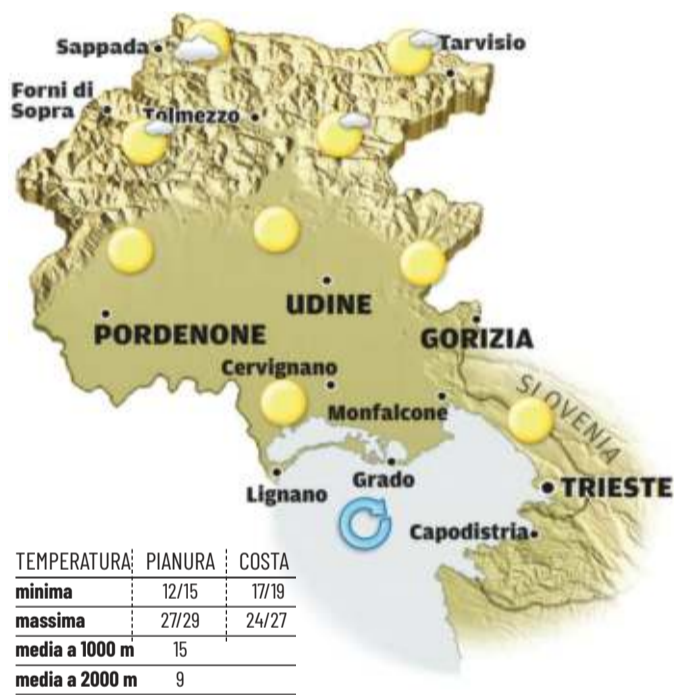 Sappada
Tarvisio
Forni di
Sopra
Tolmezzo
UDINE
PORDENONE
GORIZIA
Cervignano
SLOVENIA
Monfalcone
Grado
Lignano
TRIESTE
Capodistria
TEMPERATURA PIANURA COSTA
minima 12/15 17/19
massima 27/29 24/27
media a 1000 m 15
media a 2000 m 9